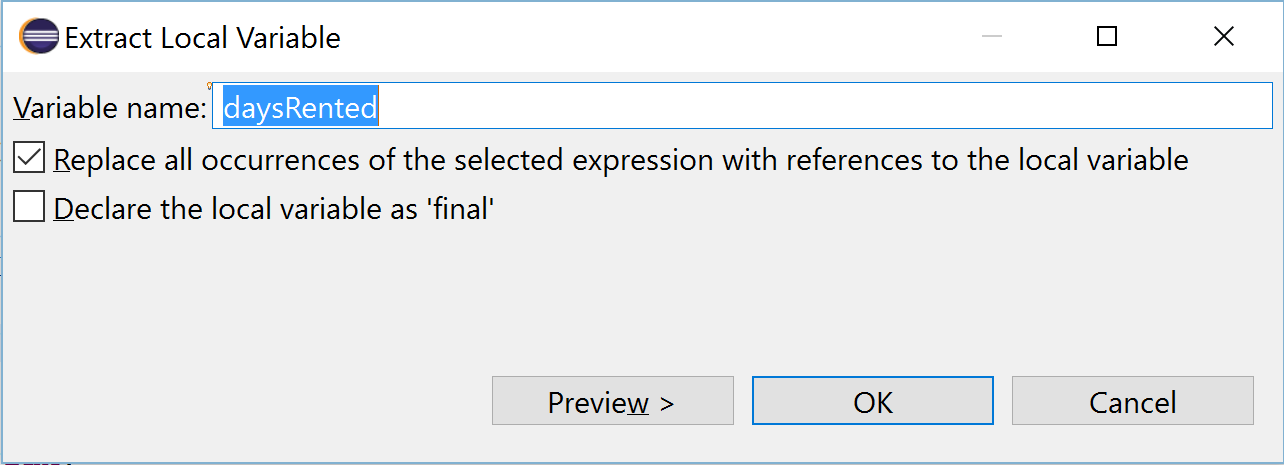 Extract Local Variable
Variable name: daysRented
Replace all occurrences of the selected expression with references to the local variable
Declare the local variable as 'final'
Preview > OK Cancel